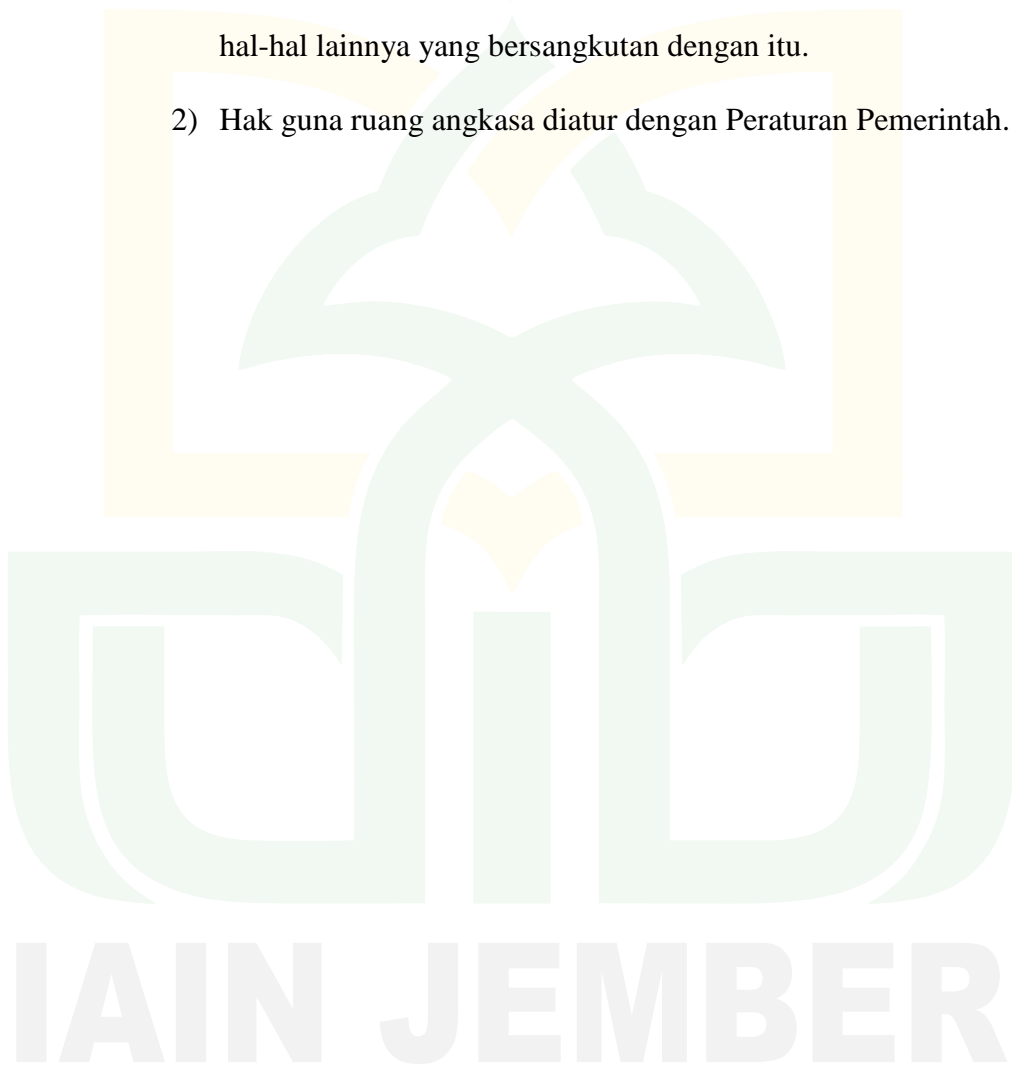 hal-hal lainnya yang bersangkutan dengan itu.
2) Hak guna ruang angkasa diatur dengan Peraturan Pemerintah.
IAIN JEMBER